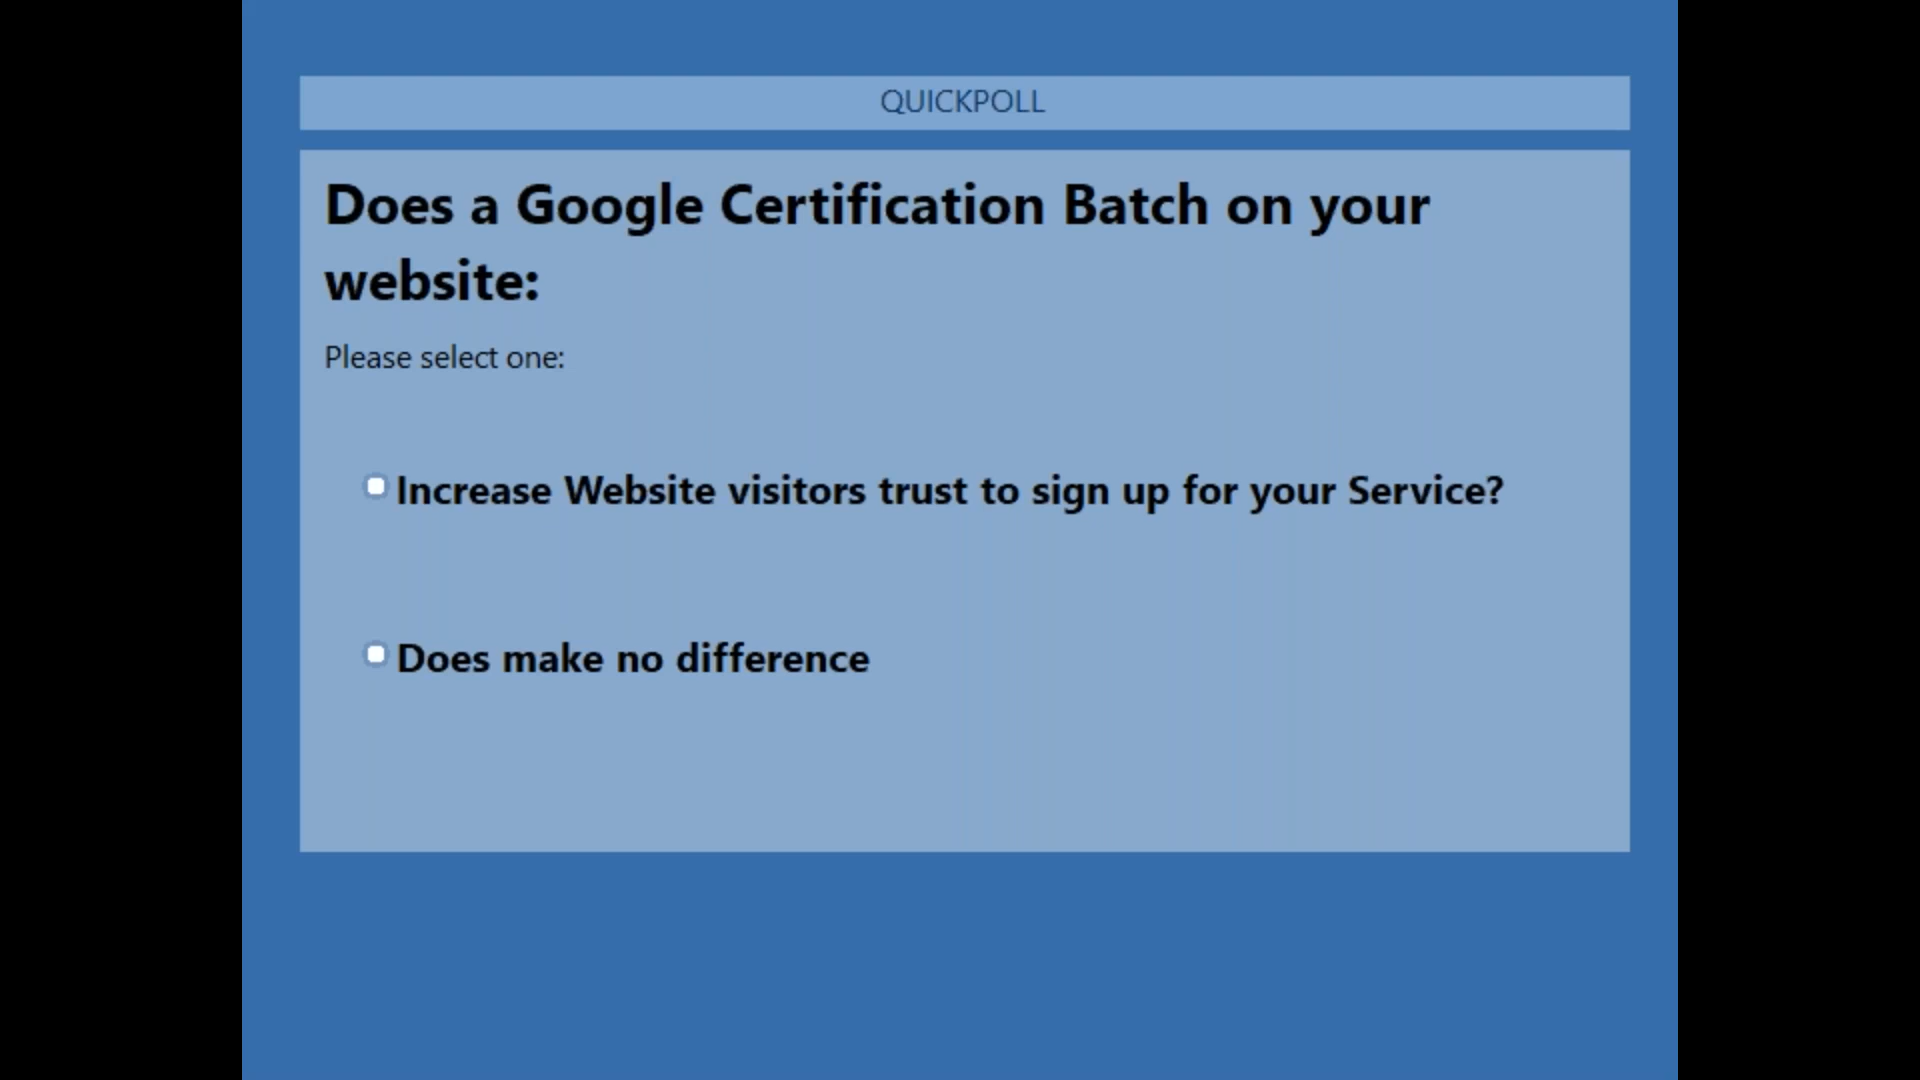 QUICKPOLL
Does a Google Certification Batch on your
website:
Please select one:
Increase Website visitors trust to sign up for your Service?
Does make no difference